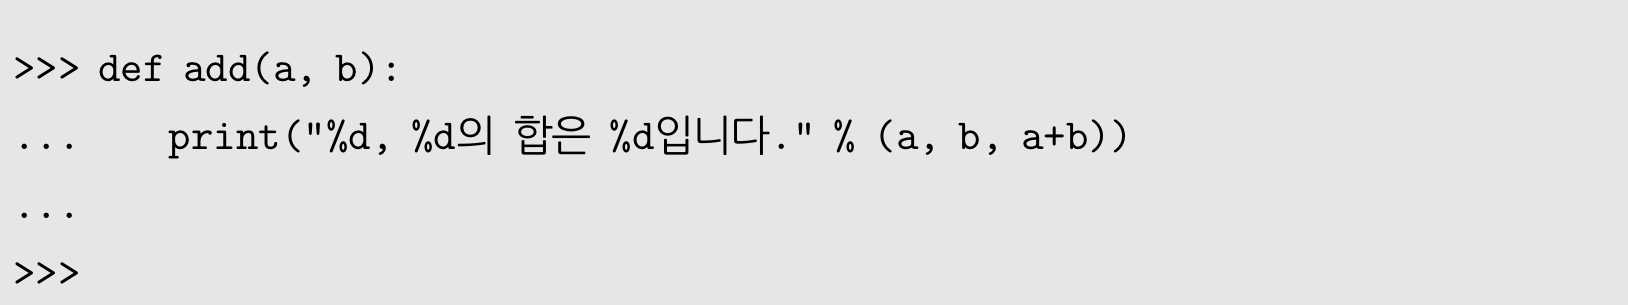 >>> def add(a, b):
...    print("%d, %d의 합은 %d입니다." % (a, b, a+b))
...
>>>